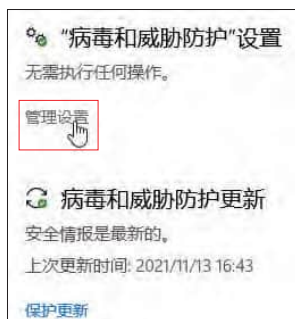 “病毒和威胁防护”设置
无需执行任何操作。
管理设置
病毒和威胁防护更新
安全情报是最新的。
上次更新时间: 2021/11/13 16:43
保护更新